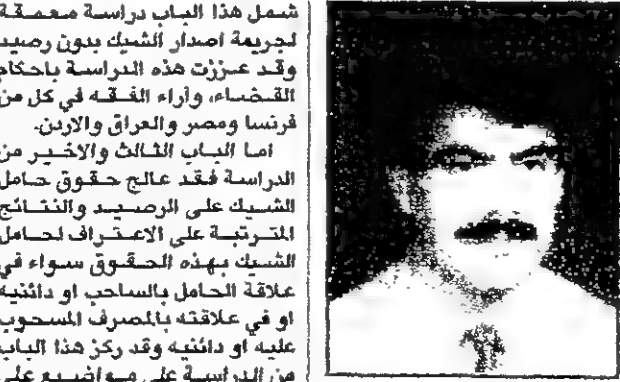 شمل هذا الباب دراسة معمقة
لجريمة اصدار الشيك بدون رصيد
وقد عززت هذه الدراسة باحكام
القضاء، وآراء الفقه في كل من
فرنسا ومصر والعراق والاردن.
اما الباب الثالث والاخير من
الدراسة فقد عالج حقوق حامل
الشيك على الرصيد والنتائج
المترتبة على الاعتراف لحامل
الشيك بهذه الحقوق سواء في
علاقة الحامل بالساحب او دائنيه
او في علاقته بالمصرف المسحوب
عليه او دائنيه وقد ركز هذا الباب
من الدراسة على مواضيع على